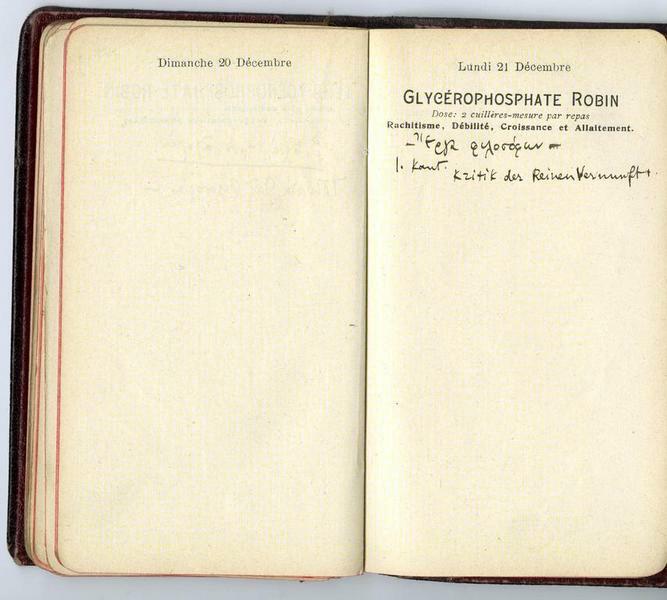 Dimanche 20 Décembre
Lundi 21 Décembre
GLYCÉROPHOSPHATE ROBIN
Dose: 2 cuillères-mesure par repas
Rachitisme, Débilité, Croissance et Allaitement.
1. Kant. Kritik der Reinen Vernunft.